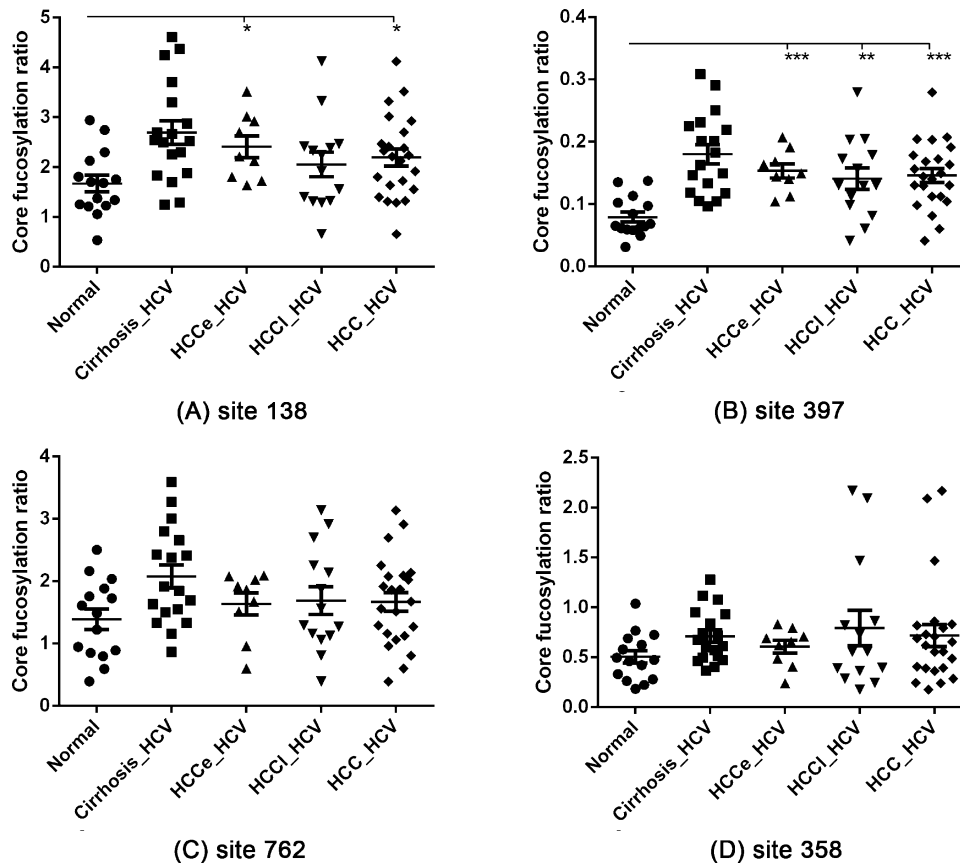 Core fucosylation ratio
5
4
3
2
1
0
* *
Normal
Cirrhosis_HCV
HCCe_HCV
HCCl_HCV
HCC_HCV
(A) site 138
Core fucosylation ratio
0.4
0.3
0.2
0.1
0.0
*** ** ***
Normal
Cirrhosis_HCV
HCCe_HCV
HCCl_HCV
HCC_HCV
(B) site 397
Core fucosylation ratio
4
3
2
1
0
Normal
Cirrhosis_HCV
HCCe_HCV
HCCl_HCV
HCC_HCV
(C) site 762
Core fucosylation ratio
2.5
2.0
1.5
1.0
0.5
0.0
Normal
Cirrhosis_HCV
HCCe_HCV
HCCl_HCV
HCC_HCV
(D) site 358